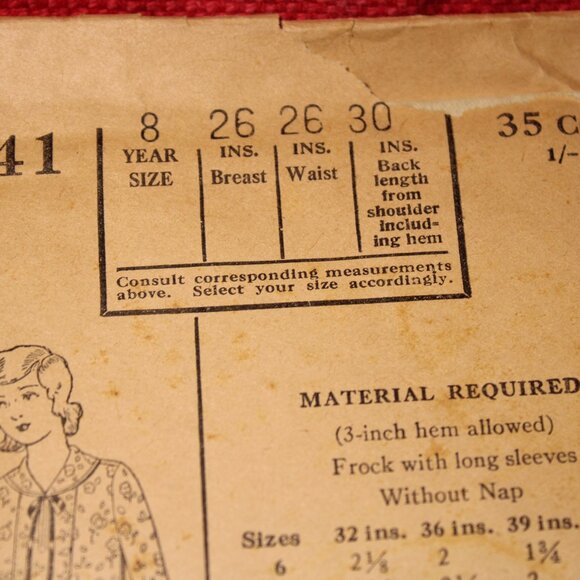 41
8 26 26 30
YEAR SIZE
INS. Breast
INS. Waist
INS.
Back
length
from
shoulder
includ-
ing hem
Consult corresponding measurements
above. Select your size accordingly.
35 C
1/-
MATERIAL REQUIRED
(3-inch hem allowed)
Frock with long sleeves
Without Nap
Sizes 32 ins. 36 ins. 39 ins.
6 2⅛ 2 1¾